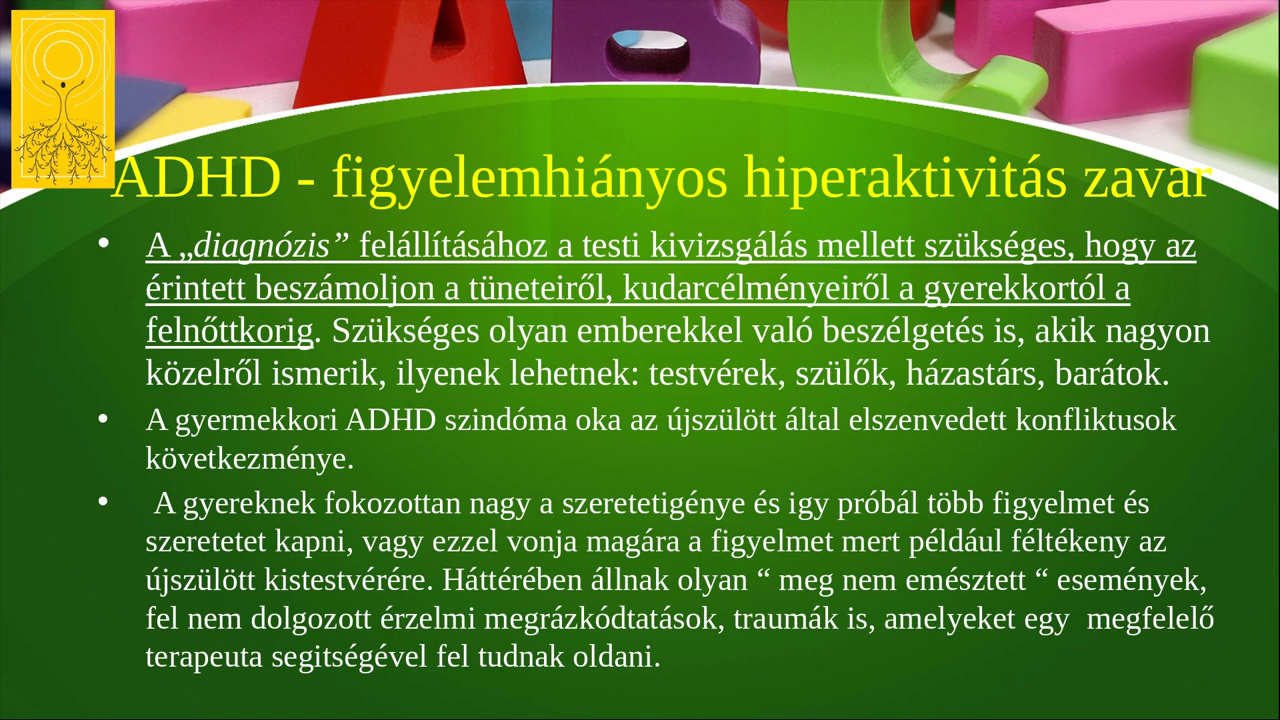 ADHD - figyelemhiányos hiperaktivitás zavar
• A „diagnózis” felállításához a testi kivizsgálás mellett szükséges, hogy az
érintett beszámoljon a tüneteiről, kudarcélményeiről a gyerekkortól a
felnőttkorig. Szükséges olyan emberekkel való beszélgetés is, akik nagyon
közelről ismerik, ilyenek lehetnek: testvérek, szülők, házastárs, barátok.
• A gyermekkori ADHD szindóma oka az újszülött által elszenvedett konfliktusok
következménye.
• A gyereknek fokozottan nagy a szeretetigénye és igy próbál több figyelmet és
szeretetet kapni, vagy ezzel vonja magára a figyelmet mert például féltékeny az
újszülött kistestvérére. Háttérében állnak olyan “ meg nem emésztett “ események,
fel nem dolgozott érzelmi megrázkódtatások, traumák is, amelyeket egy  megfelelő
terapeuta segitségével fel tudnak oldani.